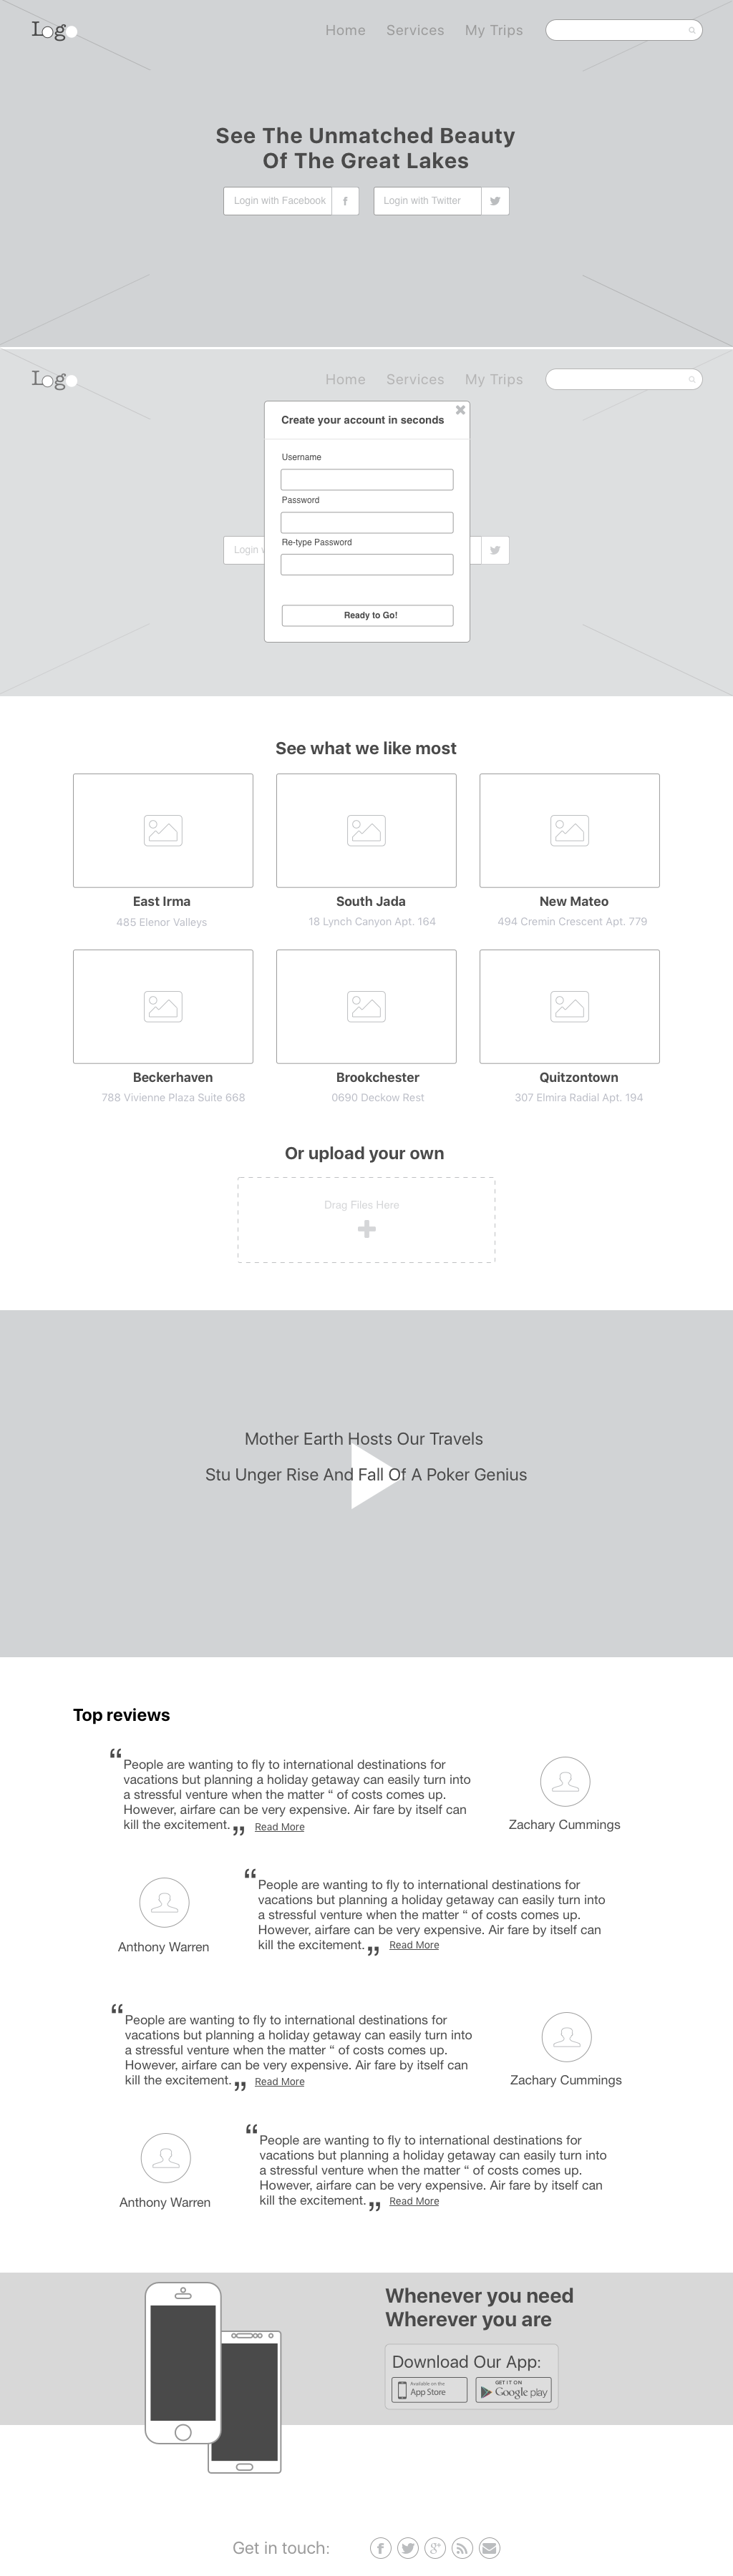 Logo
Home Services My Trips
See The Unmatched Beauty
Of The Great Lakes
Login with Facebook
Login with Twitter
Logo
Home Services My Trips
Create your account in seconds
Username
Password
Re-type Password
Login
Ready to Go!
See what we like most
East Irma
485 Elenor Valleys
South Jada
18 Lynch Canyon Apt. 164
New Mateo
494 Cremin Crescent Apt. 779
Beckerhaven
788 Vivienne Plaza Suite 668
Brookchester
0690 Deckow Rest
Quitzontown
307 Elmira Radial Apt. 194
Or upload your own
Drag Files Here
Mother Earth Hosts Our Travels
Stu Unger Rise And Fall Of A Poker Genius
Top reviews
“ People are wanting to fly to international destinations for
vacations but planning a holiday getaway can easily turn into
a stressful venture when the matter “ of costs comes up.
However, airfare can be very expensive. Air fare by itself can
kill the excitement. ” Read More
Zachary Cummings
“ People are wanting to fly to international destinations for
vacations but planning a holiday getaway can easily turn into
a stressful venture when the matter “ of costs comes up.
However, airfare can be very expensive. Air fare by itself can
kill the excitement. ” Read More
Anthony Warren
“ People are wanting to fly to international destinations for
vacations but planning a holiday getaway can easily turn into
a stressful venture when the matter “ of costs comes up.
However, airfare can be very expensive. Air fare by itself can
kill the excitement. ” Read More
Zachary Cummings
“ People are wanting to fly to international destinations for
vacations but planning a holiday getaway can easily turn into
a stressful venture when the matter “ of costs comes up.
However, airfare can be very expensive. Air fare by itself can
kill the excitement. ” Read More
Anthony Warren
Whenever you need
Wherever you are
Download Our App:
Available on the
App Store
GET IT ON
Google play
Get in touch: